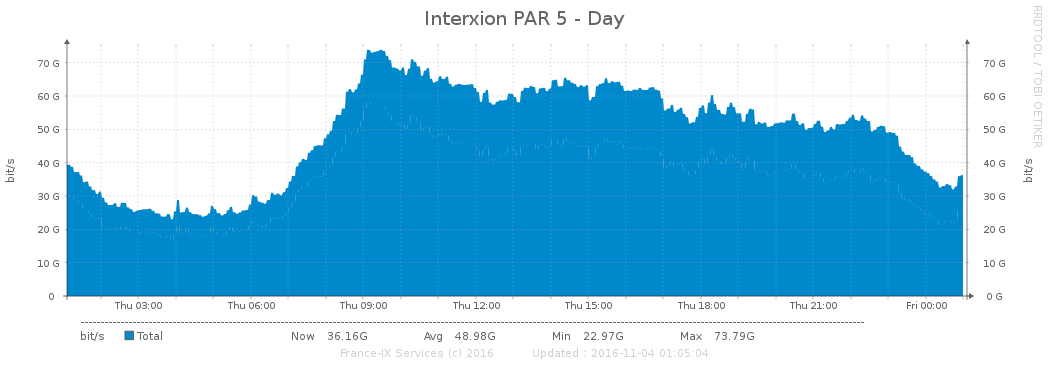 Interxion PAR 5 - Day
RRDTOOL / TOBI OETIKER
bit/s
70 G
60 G
50 G
40 G
30 G
20 G
10 G
0
70 G
60 G
50 G
40 G
30 G
20 G
10 G
0 G
bit/s
Thu 03:00 Thu 06:00 Thu 09:00 Thu 12:00 Thu 15:00 Thu 18:00 Thu 21:00 Fri 00:00
bit/s Total Now 36.16G Avg 48.98G Min 22.97G Max 73.79G
France-IX Services (c) 2016 Updated : 2016-11-04 01:05:04